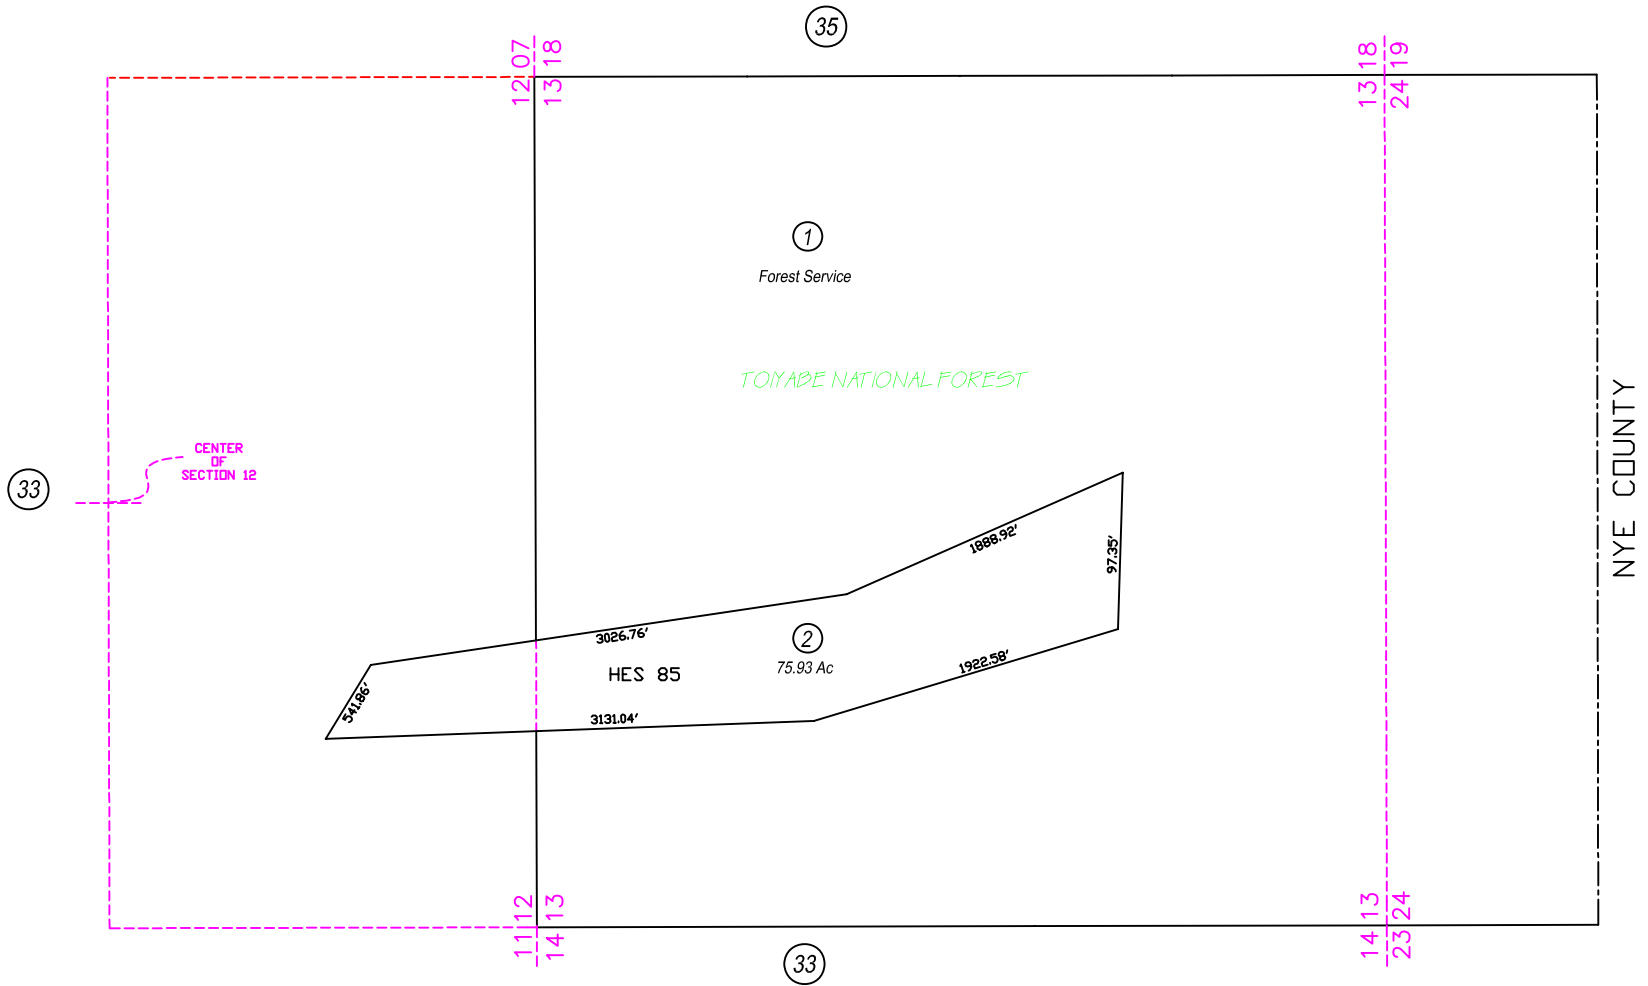 35
07 18
12 13
18 19
13 24
1
Forest Service
TOIYABE NATIONAL FOREST
NYE COUNTY
CENTER
OF
SECTION 12
33
1888.92'
97.35'
3026.76'
2
75.93 Ac
HES 85
1922.58'
541.86'
3131.04'
12 13
11 14
13 24
14 23
33